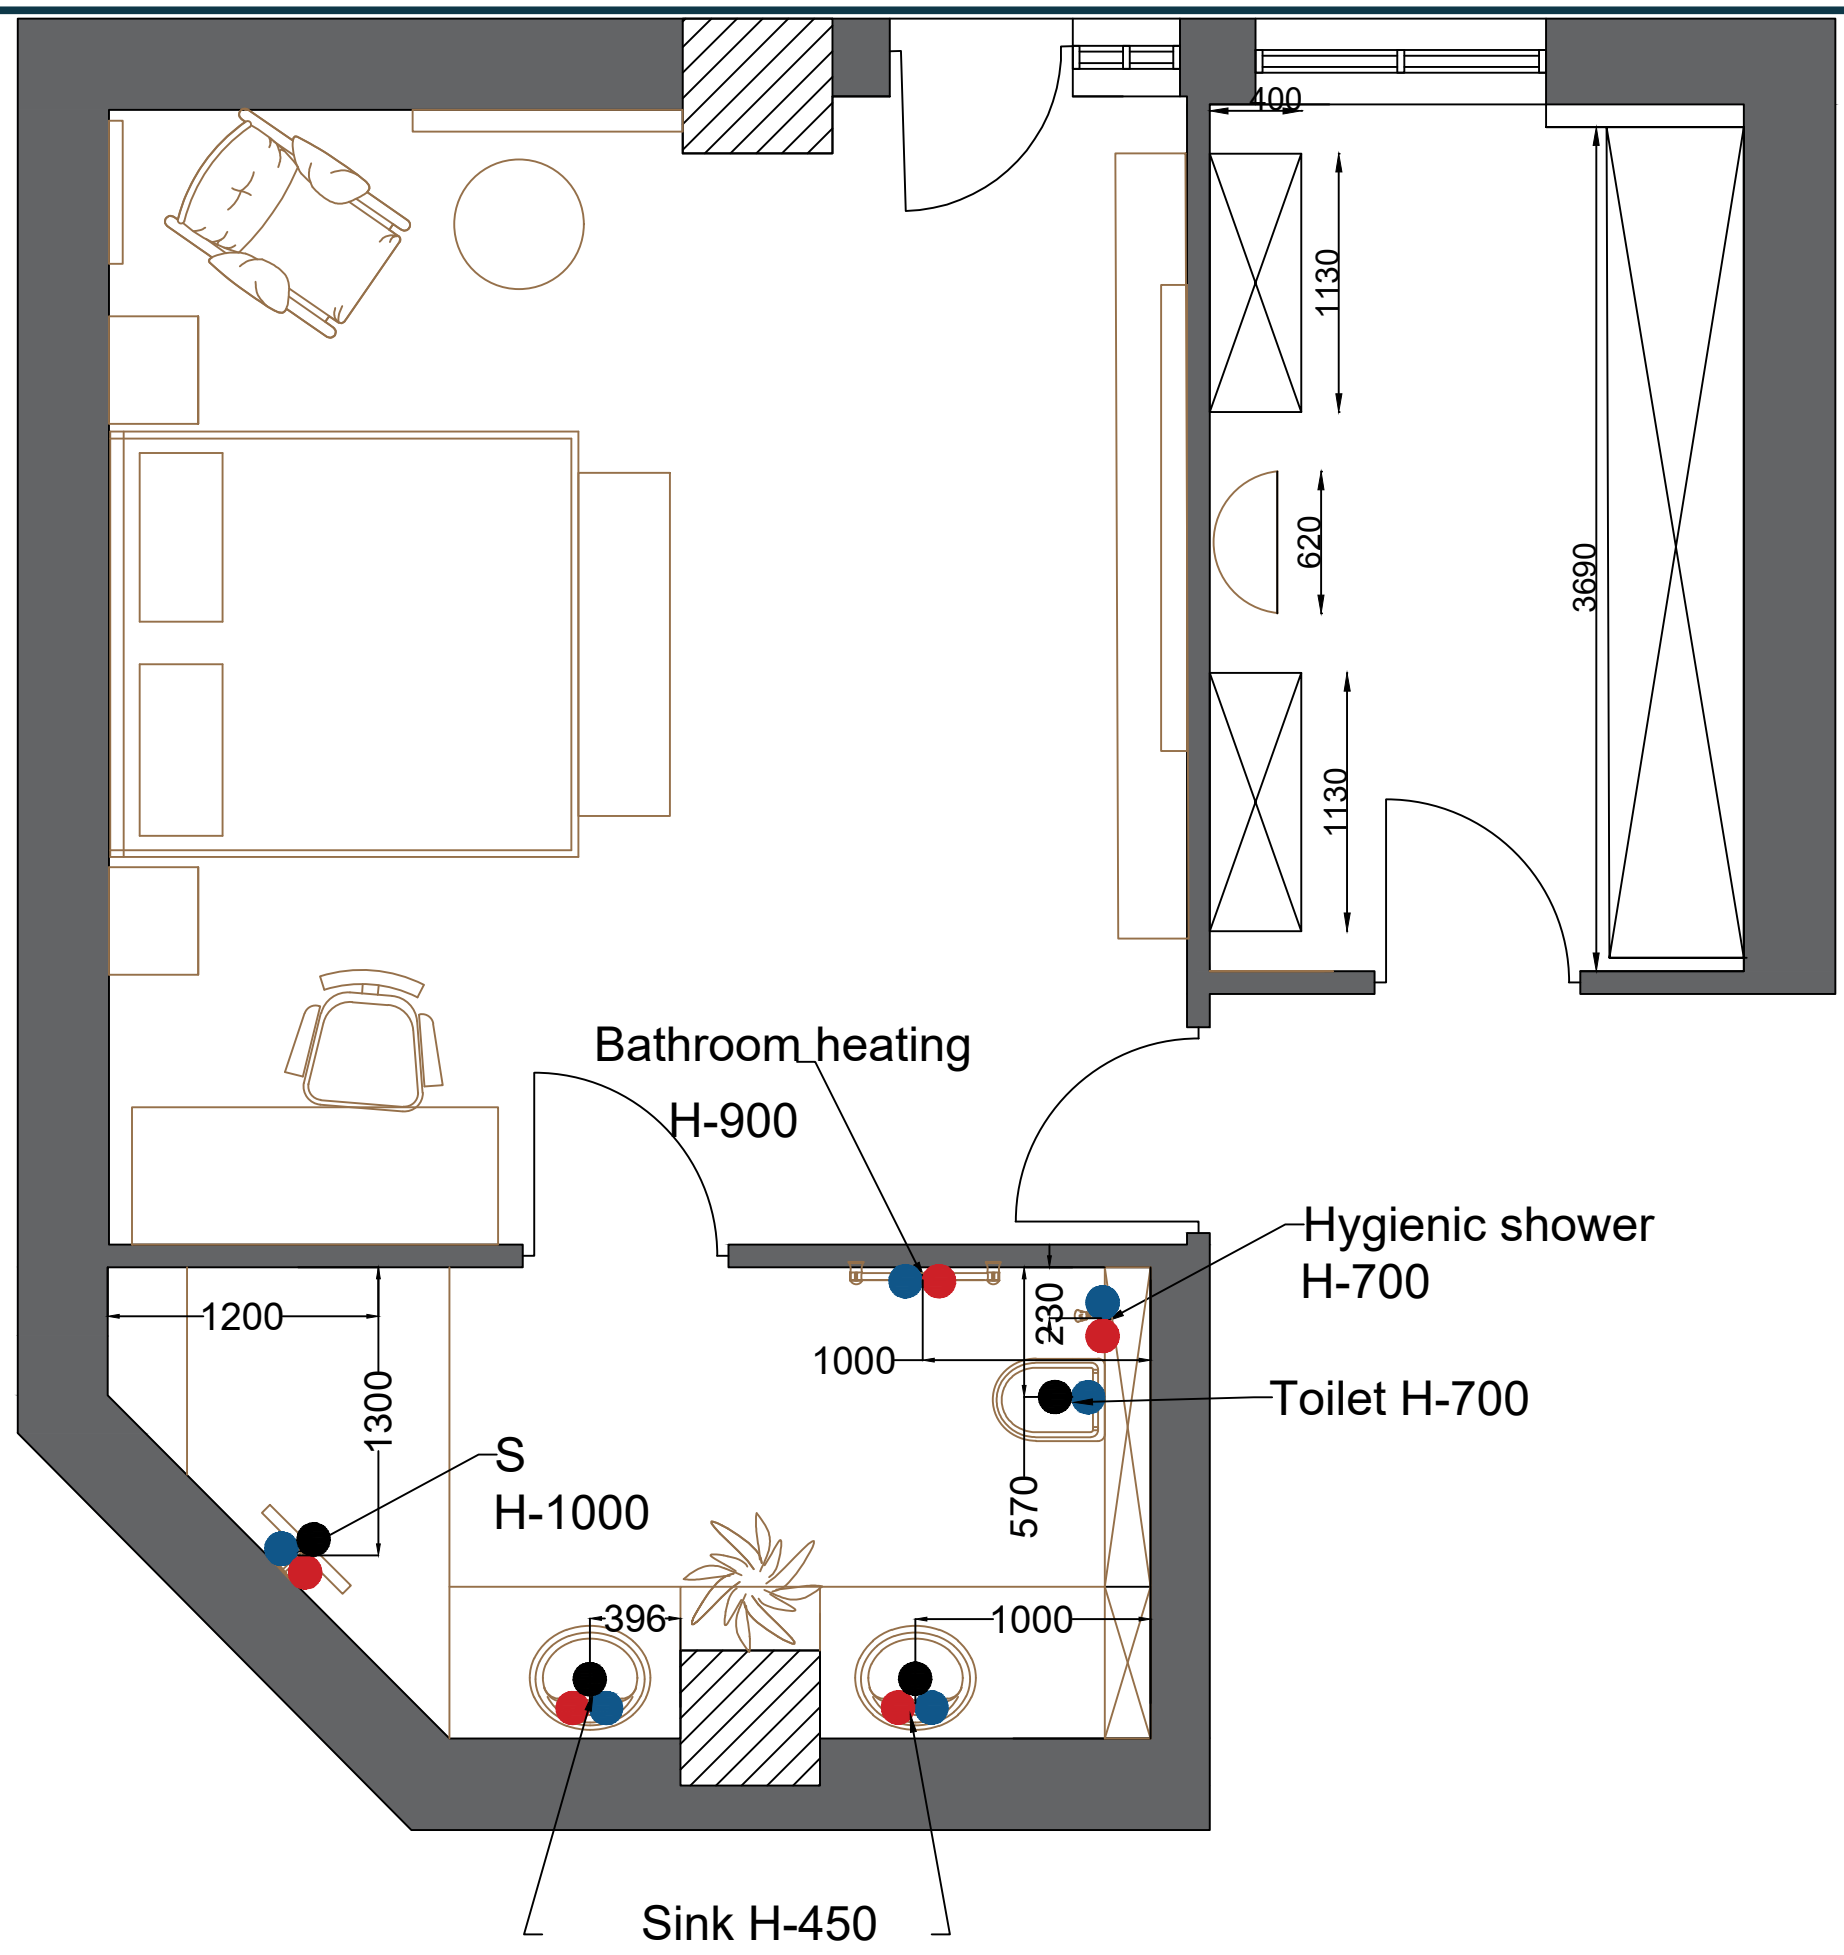 400
1130
620
3690
1130
Bathroom heating
H-900
Hygienic shower
H-700
1200
230
1000
1300
Toilet H-700
S
H-1000
570
396
1000
Sink H-450